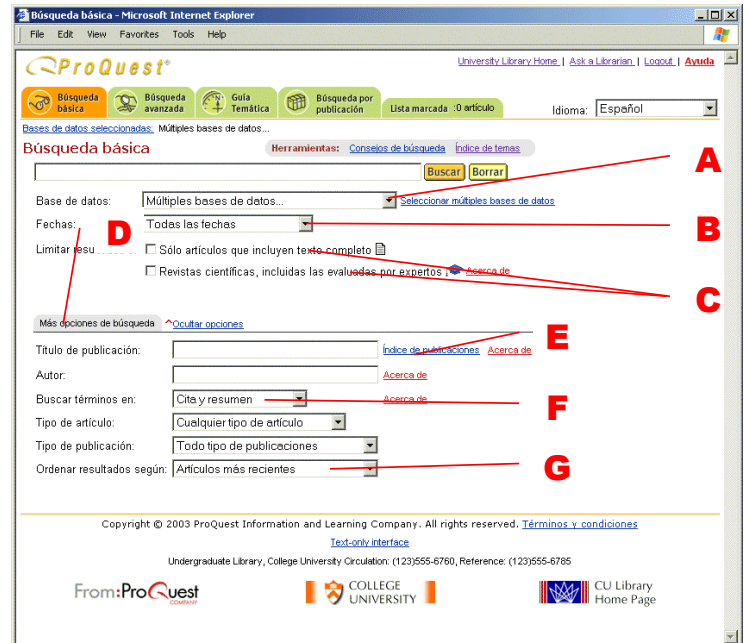 Búsqueda básica - Microsoft Internet Explorer
File Edit View Favorites Tools Help
ProQuest®
University Library Home | Ask a Librarian | Logout | Ayuda
Búsqueda básica
Búsqueda avanzada
Guía Temática
Búsqueda por publicación
Lista marcada :0 artículo
Idioma: Español
Bases de datos seleccionadas: Múltiples bases de datos...
Búsqueda básica
Herramientas: Consejos de búsqueda Índice de temas
Buscar Borrar
A
Base de datos: Múltiples bases de datos... Seleccionar múltiples bases de datos
Fechas: Todas las fechas
B
D
Limitar resu Sólo artículos que incluyen texto completo
Revistas científicas, incluidas las evaluadas por expertos Acerca de
C
Más opciones de búsqueda ^Ocultar opciones
E
Título de publicación: Índice de publicaciones Acerca de
Autor: Acerca de
Buscar términos en: Cita y resumen Acerca de
F
Tipo de artículo: Cualquier tipo de artículo
Tipo de publicación: Todo tipo de publicaciones
Ordenar resultados según: Artículos más recientes
G
Copyright © 2003 ProQuest Information and Learning Company. All rights reserved. Términos y condiciones
Text-only interface
Undergraduate Library, College University Circulation: (123)555-6760, Reference: (123)555-6785
From:ProQuest COMPANY
COLLEGE UNIVERSITY
CU Library Home Page